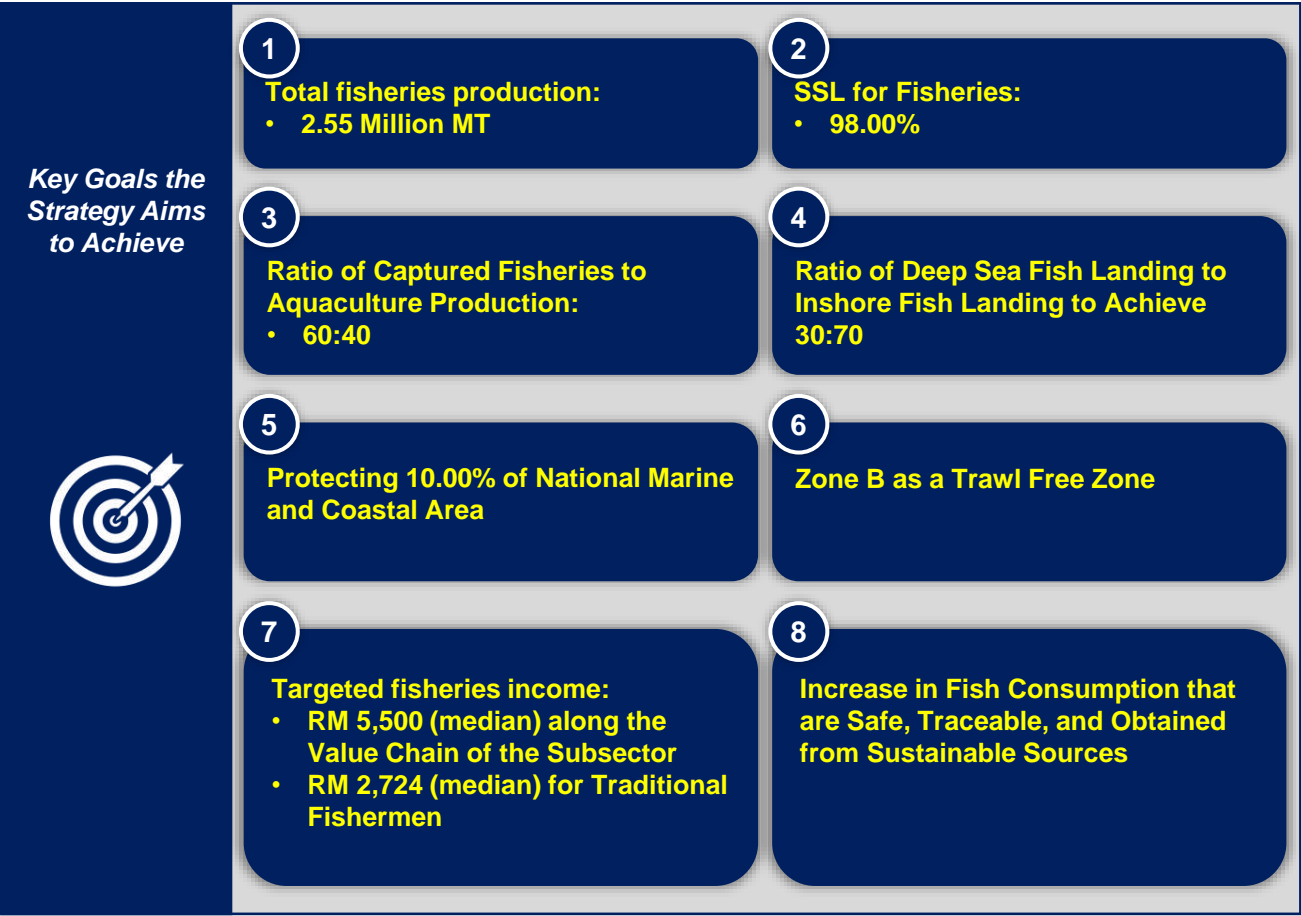 Key Goals the
Strategy Aims
to Achieve
1
Total fisheries production:
• 2.55 Million MT
2
SSL for Fisheries:
• 98.00%
3
Ratio of Captured Fisheries to
Aquaculture Production:
• 60:40
4
Ratio of Deep Sea Fish Landing to
Inshore Fish Landing to Achieve
30:70
5
Protecting 10.00% of National Marine
and Coastal Area
6
Zone B as a Trawl Free Zone
7
Targeted fisheries income:
• RM 5,500 (median) along the
Value Chain of the Subsector
• RM 2,724 (median) for Traditional
Fishermen
8
Increase in Fish Consumption that
are Safe, Traceable, and Obtained
from Sustainable Sources